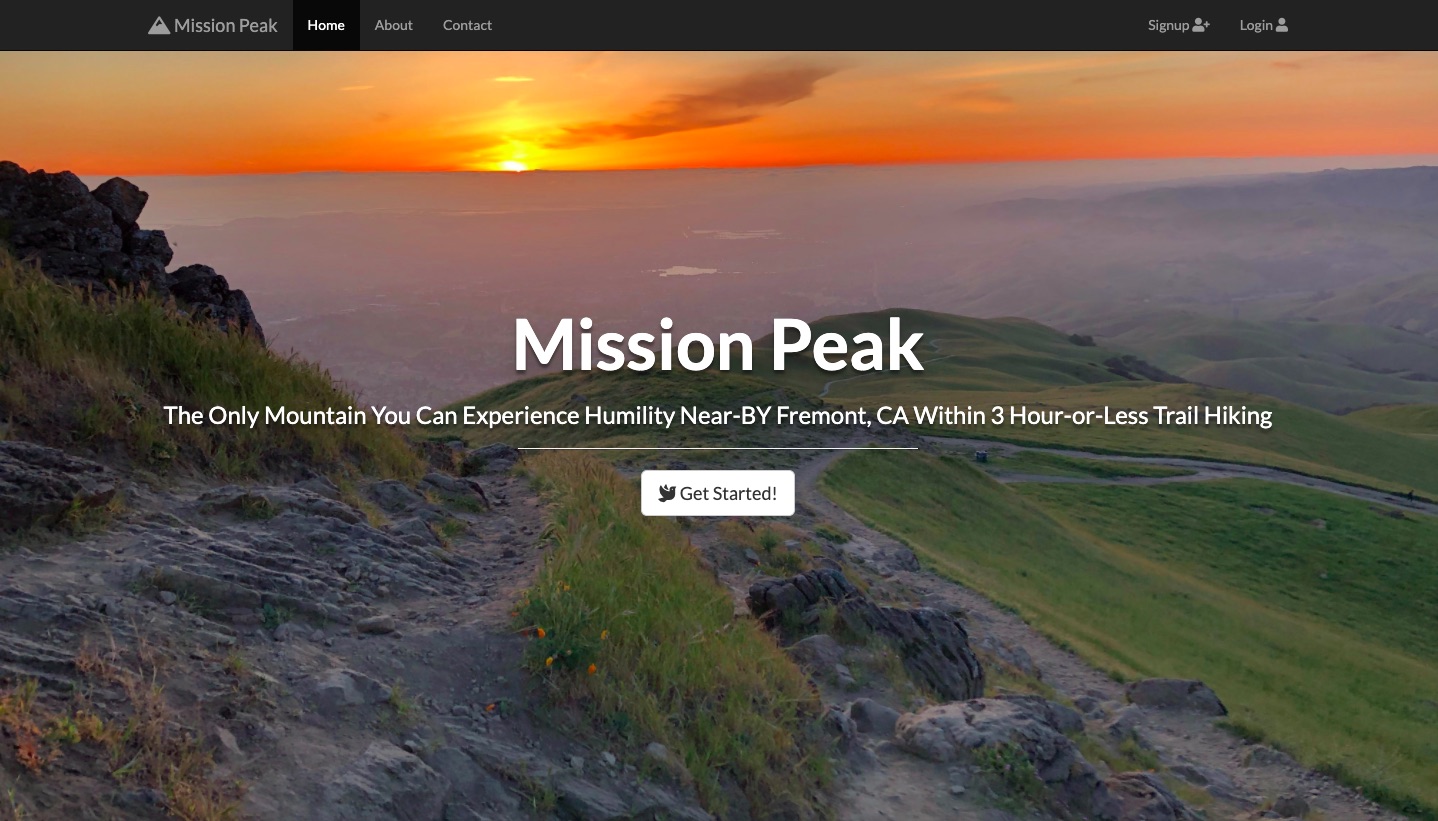 Mission Peak Home About Contact Signup Login
Mission Peak
The Only Mountain You Can Experience Humility Near-BY Fremont, CA Within 3 Hour-or-Less Trail Hiking
Get Started!